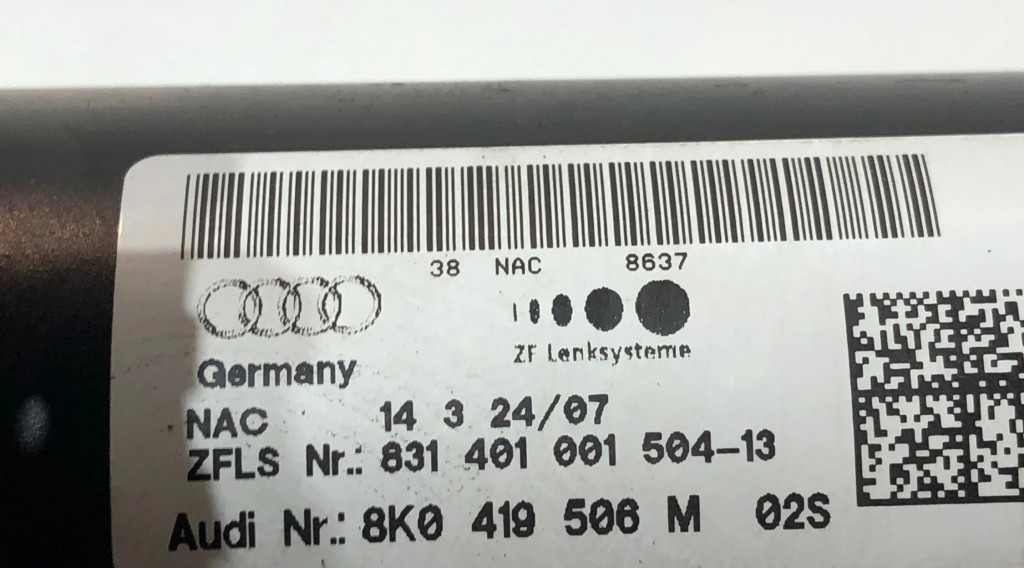 38 NAC 8637
ZF Lenksysteme
Germany
NAC 14 3 24/07
ZFLS Nr.: 831 401 001 504-13
Audi Nr.: 8K0 419 506 M 02S